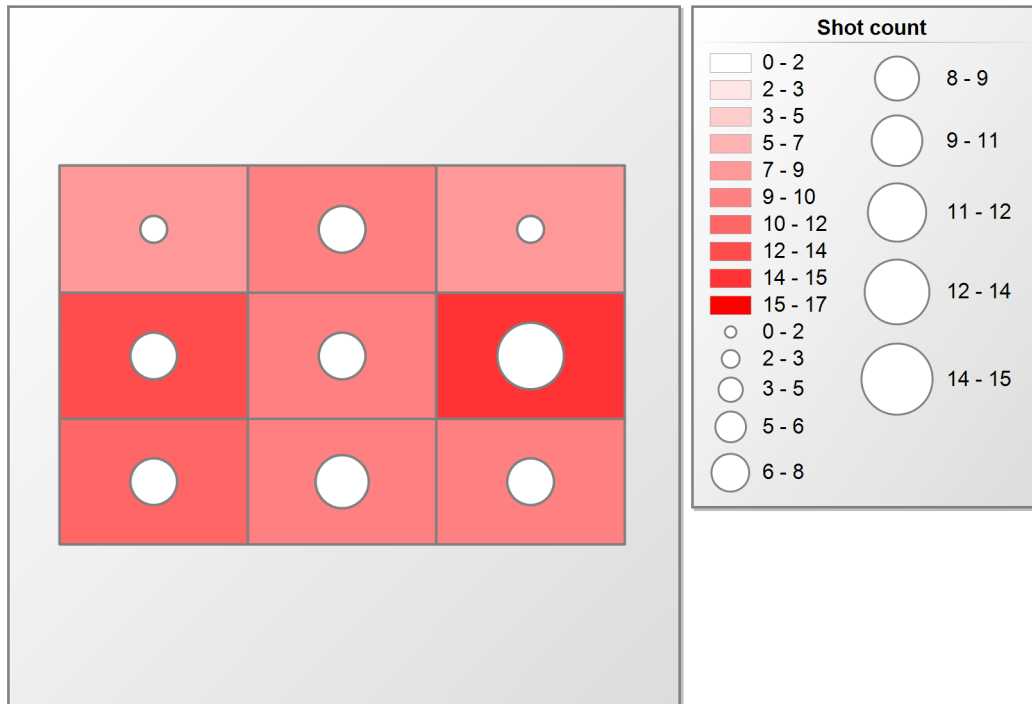 Shot count
0 - 2
2 - 3
3 - 5
5 - 7
7 - 9
9 - 10
10 - 12
12 - 14
14 - 15
15 - 17
0 - 2
2 - 3
3 - 5
5 - 6
6 - 8
8 - 9
9 - 11
11 - 12
12 - 14
14 - 15